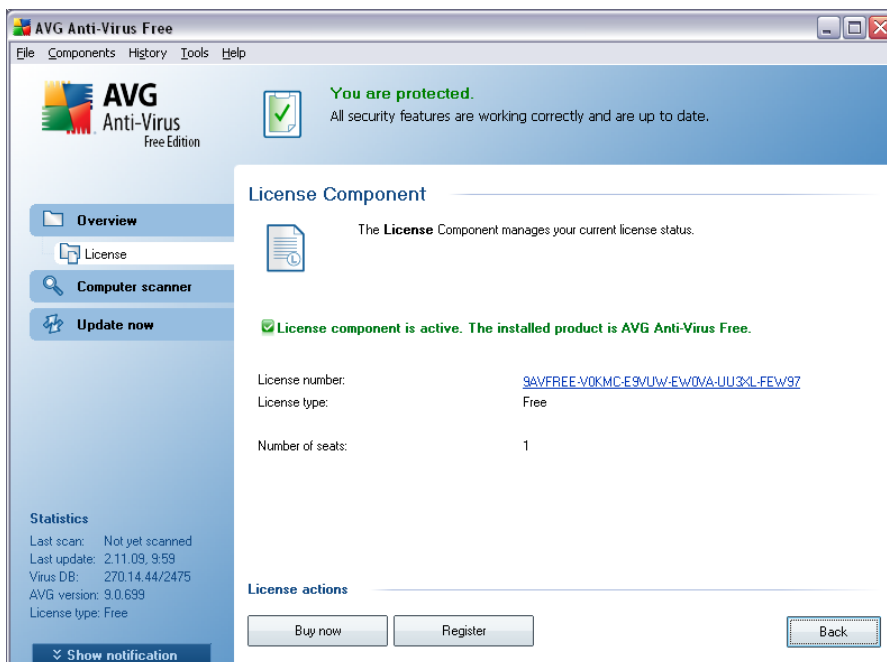 AVG Anti-Virus Free
File Components History Tools Help
AVG
Anti-Virus
Free Edition
You are protected.
All security features are working correctly and are up to date.
License Component
Overview
License
Computer scanner
Update now
The License Component manages your current license status.
License component is active. The installed product is AVG Anti-Virus Free.
License number: 9AVFREE-V0KMC-E9VUW-EW0VA-UU3XL-FEW97
License type: Free
Number of seats: 1
Statistics
Last scan: Not yet scanned
Last update: 2.11.09, 9:59
Virus DB: 270.14.44/2475
AVG version: 9.0.699
License type: Free
Show notification
License actions
Buy now
Register
Back